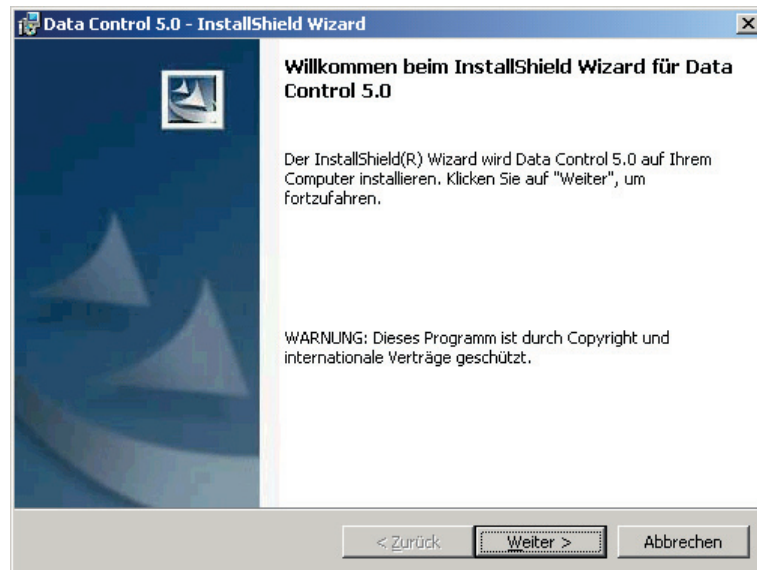 Data Control 5.0 - InstallShield Wizard
Willkommen beim InstallShield Wizard für Data
Control 5.0
Der InstallShield(R) Wizard wird Data Control 5.0 auf Ihrem
Computer installieren. Klicken Sie auf "Weiter", um
fortzufahren.
WARNUNG: Dieses Programm ist durch Copyright und
internationale Verträge geschützt.
< Zurück
Weiter >
Abbrechen